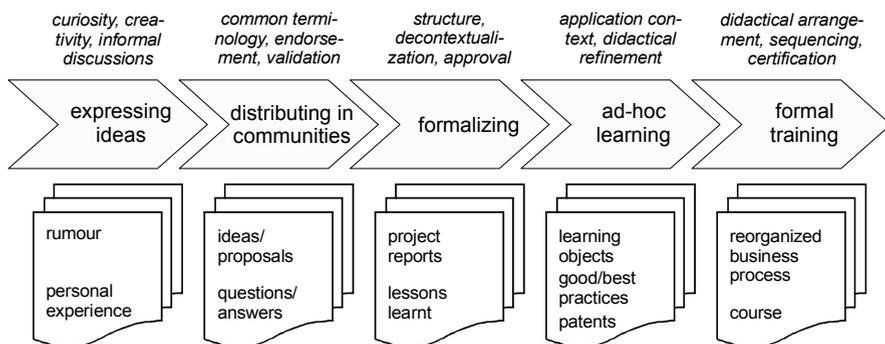 curiosity, crea-
tivity, informal
discussions
common termi-
nology, endorse-
ment, validation
structure,
decontextuali-
zation, approval
application con-
text, didactical
refinement
didactical arrange-
ment, sequencing,
certification
expressing
ideas
distributing in
communities
formalizing
ad-hoc
learning
formal
training
rumour
personal
experience
ideas/
proposals
questions/
answers
project
reports
lessons
learnt
learning
objects
good/best
practices
patents
reorganized
business
process
course